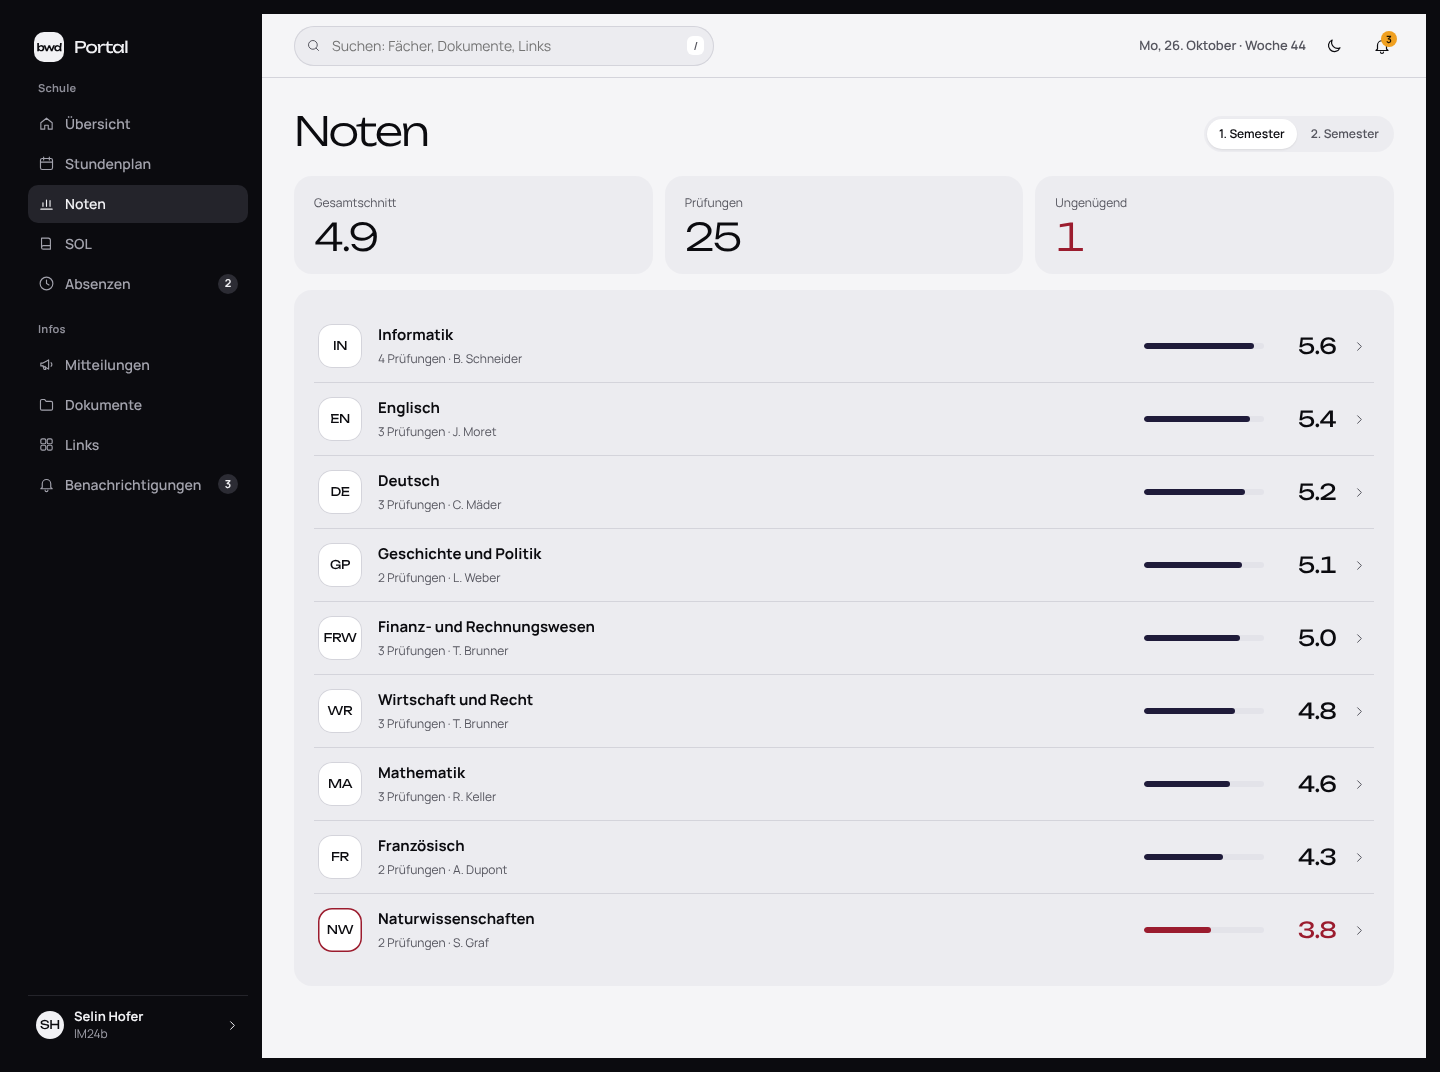 bwd Portal
Schule
Übersicht
Stundenplan
Noten
SOL
Absenzen 2
Infos
Mitteilungen
Dokumente
Links
Benachrichtigungen 3
SH Selin Hofer
IM24b
Suchen: Fächer, Dokumente, Links /
Mo, 26. Oktober · Woche 44
3
Noten
1. Semester 2. Semester
Gesamtschnitt
4.9
Prüfungen
25
Ungenügend
1
IN Informatik
4 Prüfungen · B. Schneider
5.6
EN Englisch
3 Prüfungen · J. Moret
5.4
DE Deutsch
3 Prüfungen · C. Mäder
5.2
GP Geschichte und Politik
2 Prüfungen · L. Weber
5.1
FRW Finanz- und Rechnungswesen
3 Prüfungen · T. Brunner
5.0
WR Wirtschaft und Recht
3 Prüfungen · T. Brunner
4.8
MA Mathematik
3 Prüfungen · R. Keller
4.6
FR Französisch
2 Prüfungen · A. Dupont
4.3
NW Naturwissenschaften
2 Prüfungen · S. Graf
3.8